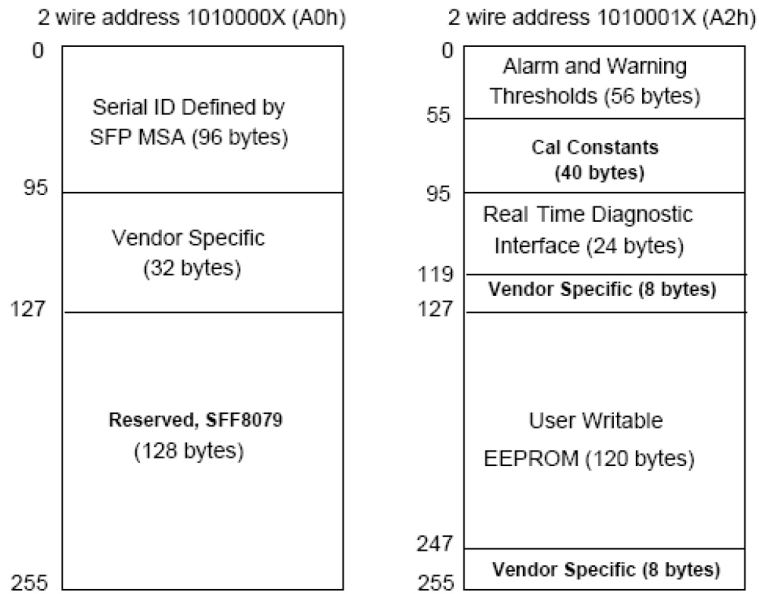 2 wire address 1010000X (A0h)
0
Serial ID Defined by
SFP MSA (96 bytes)
95
Vendor Specific
(32 bytes)
127
Reserved, SFF8079
(128 bytes)
255
2 wire address 1010001X (A2h)
0
Alarm and Warning
Thresholds (56 bytes)
55
Cal Constants
(40 bytes)
95
Real Time Diagnostic
Interface (24 bytes)
119
Vendor Specific (8 bytes)
127
User Writable
EEPROM (120 bytes)
247
Vendor Specific (8 bytes)
255